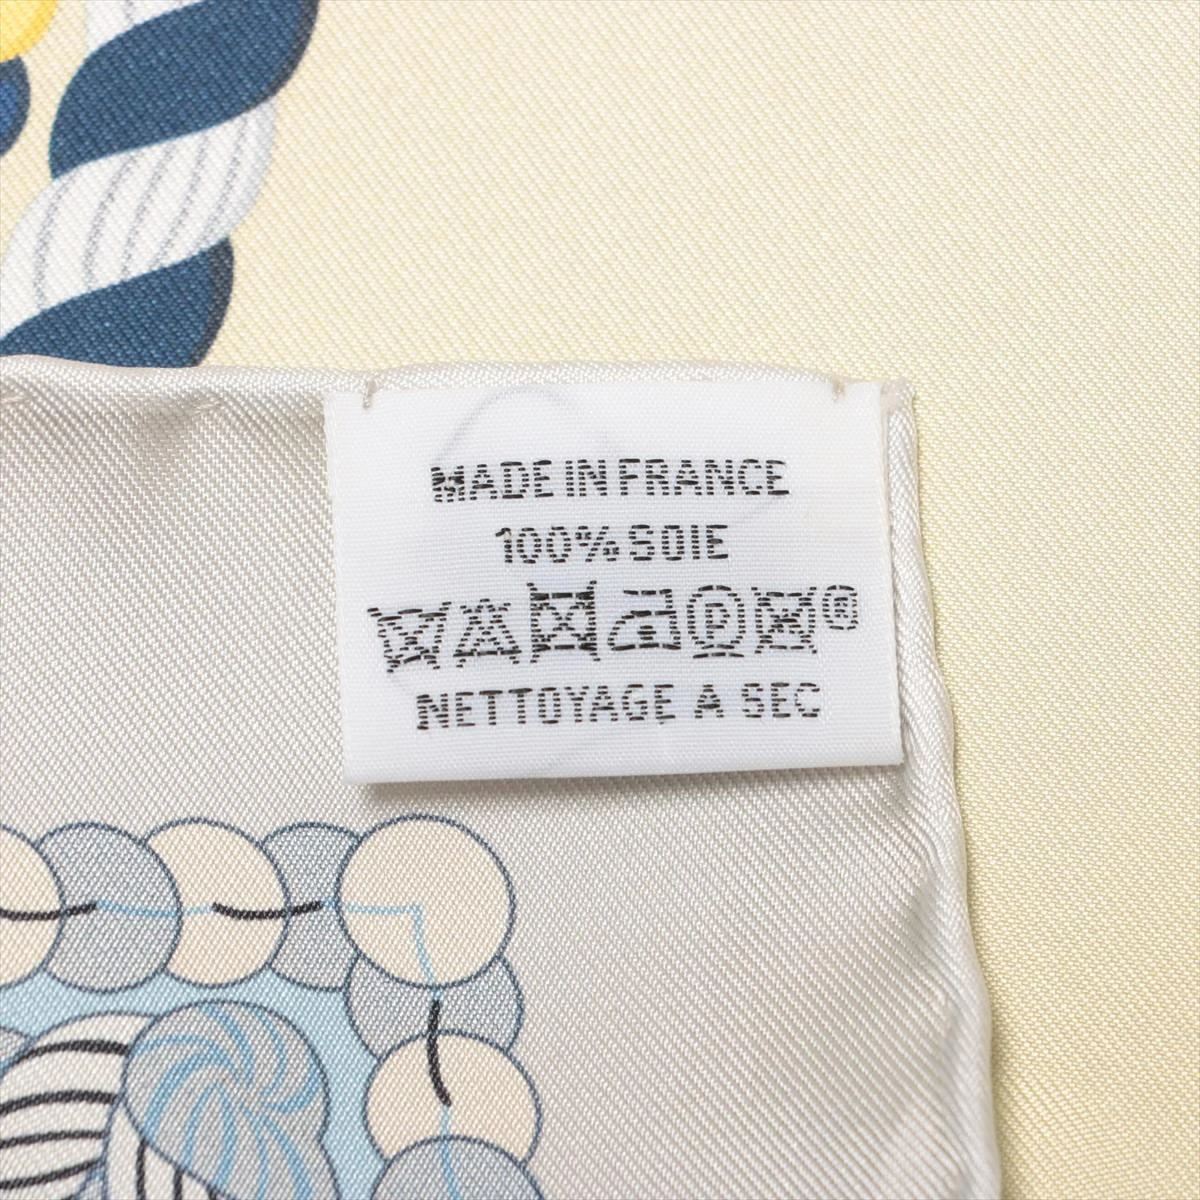 MADE IN FRANCE
100% SOIE
P ®
NETTOYAGE A SEC